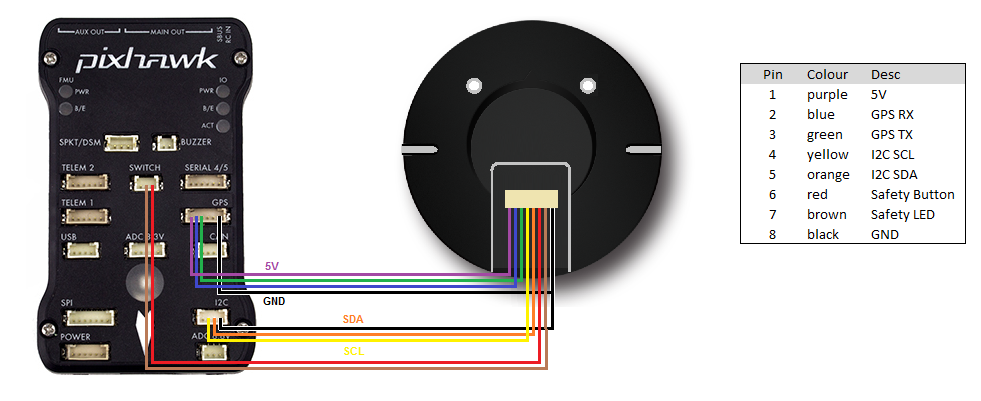 AUX OUT MAIN OUT SBUS RC IN
pixhawk
FMU IO
PWR PWR
B/E B/E
ACT
SPKT/DSM BUZZER
TELEM 2 SWITCH SERIAL 4/5
TELEM 1 GPS
USB ADC 3.3V CAN
SPI I2C
POWER
5V
GND
SDA
SCL
Pin Colour Desc
1 purple 5V
2 blue GPS RX
3 green GPS TX
4 yellow I2C SCL
5 orange I2C SDA
6 red Safety Button
7 brown Safety LED
8 black GND